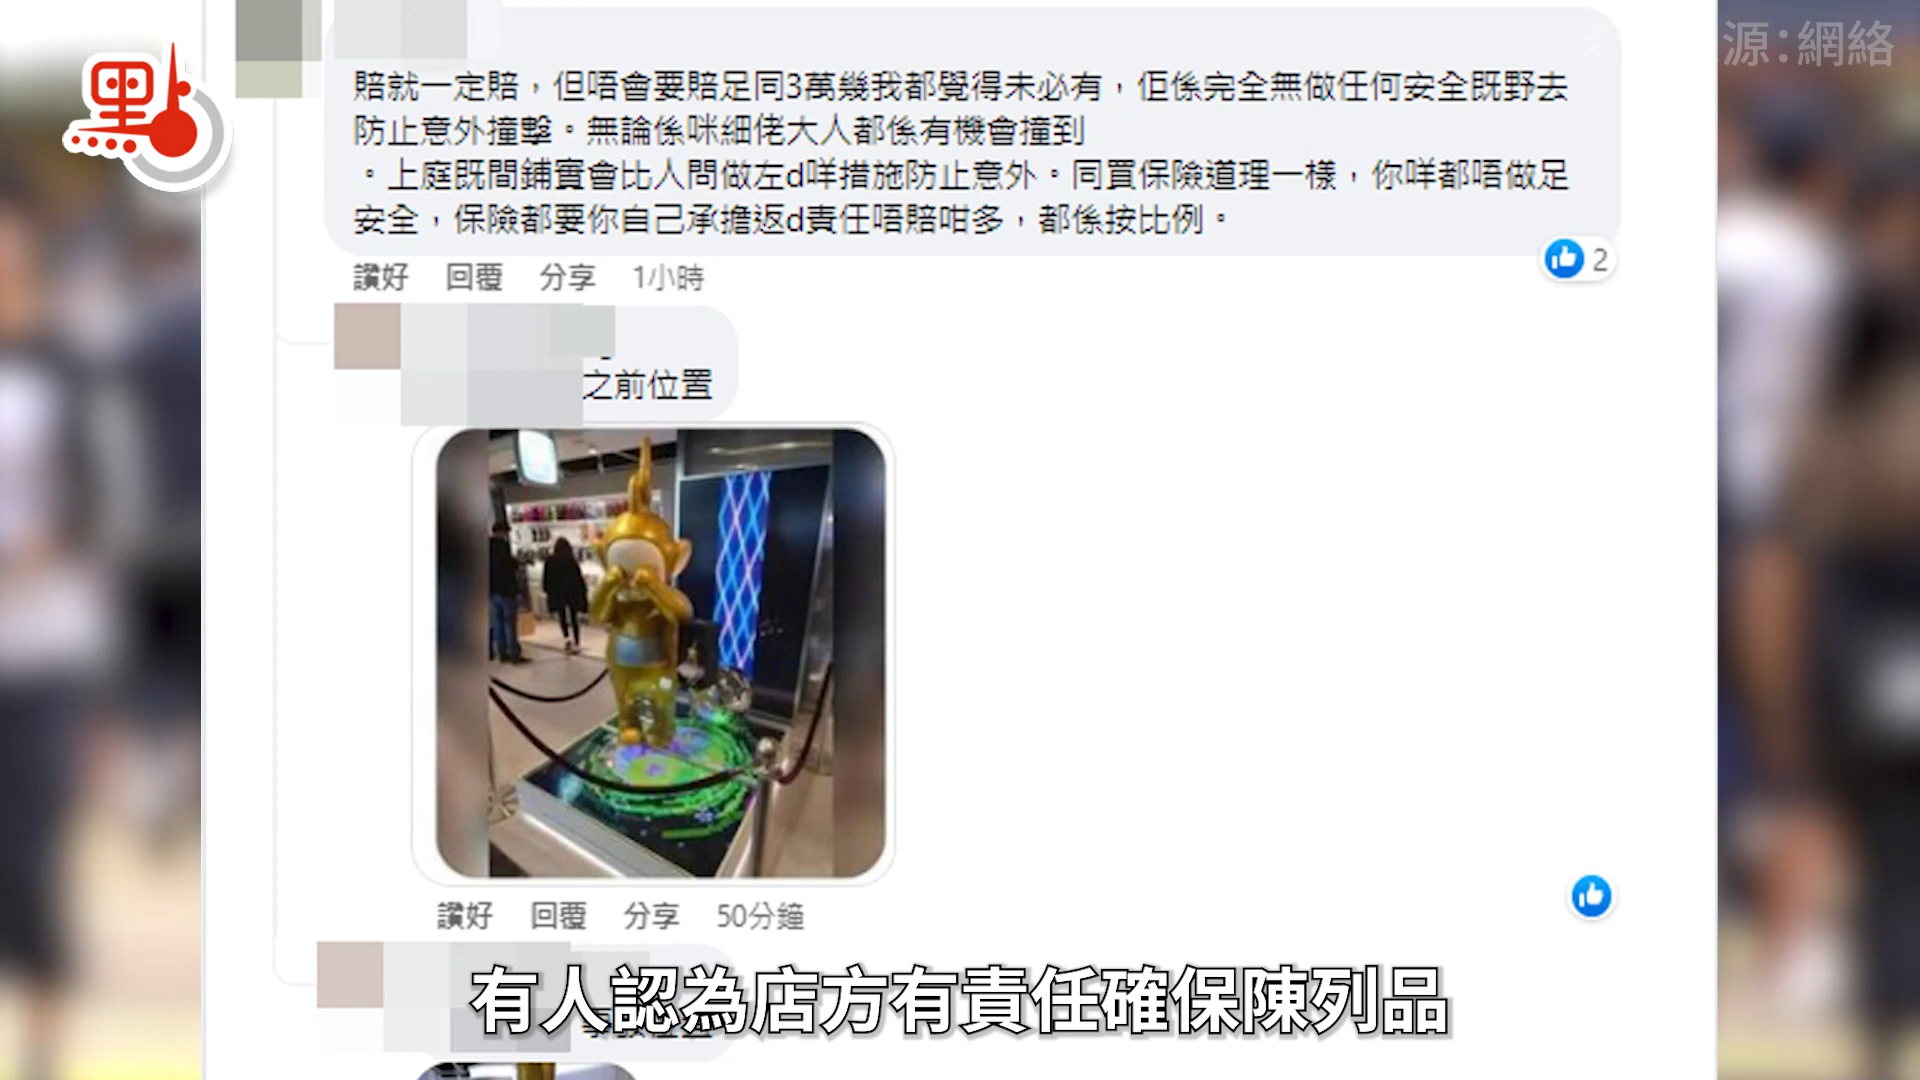 源:網絡
點
賠就一定賠，但唔會要賠足同3萬幾我都覺得未必有，佢係完全無做任何安全既野去
防止意外撞擊。無論係咪細佬大人都係有機會撞到
。上庭既間鋪實會比人問做左d咩措施防止意外。同買保險道理一樣，你咩都唔做足
安全，保險都要你自己承擔返d責任唔賠咁多，都係按比例。
讚好 回覆 分享 1小時
2
之前位置
讚好 回覆 分享 50分鐘
有人認為店方有責任確保陳列品